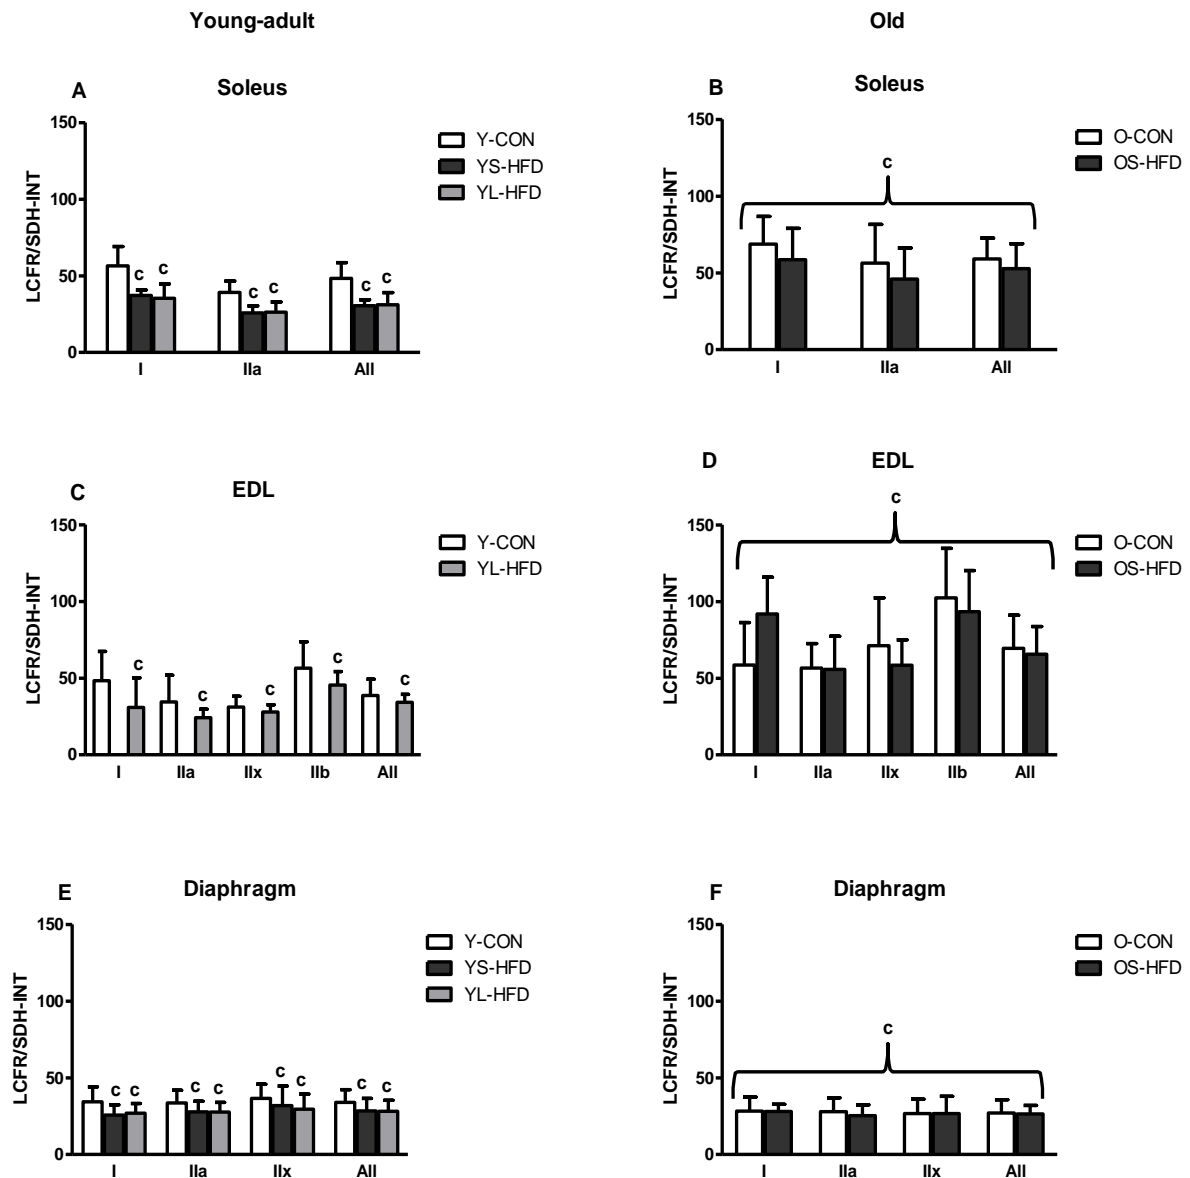 Young-adult
Old
A
Soleus
150
100
50
0
LCFR/SDH-INT
c c
c c
c c
I IIa All
Y-CON
YS-HFD
YL-HFD
B
Soleus
150
100
50
0
LCFR/SDH-INT
c
I IIa All
O-CON
OS-HFD
C
EDL
150
100
50
0
LCFR/SDH-INT
c c c c c
I IIa IIx IIb All
Y-CON
YL-HFD
D
EDL
150
100
50
0
LCFR/SDH-INT
c
I IIa IIx IIb All
O-CON
OS-HFD
E
Diaphragm
150
100
50
0
LCFR/SDH-INT
c c
c c
c c
c c
I IIa IIx All
Y-CON
YS-HFD
YL-HFD
F
Diaphragm
150
100
50
0
LCFR/SDH-INT
c
I IIa IIx All
O-CON
OS-HFD